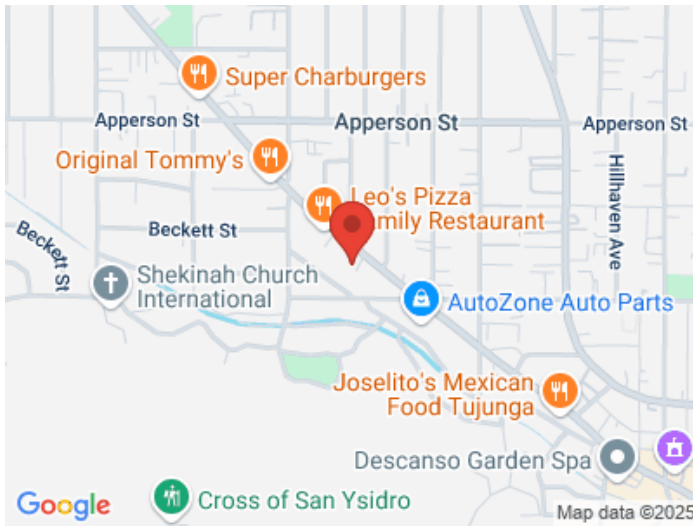 Super Charburgers
Apperson St
Apperson St
Apperson St
Original Tommy's
Leo's Pizza
Family Restaurant
Hillhaven Ave
Beckett St
Beckett St
Shekinah Church
International
AutoZone Auto Parts
Joselito's Mexican
Food Tujunga
Descanso Garden Spa
Cross of San Ysidro
Google
Map data ©2025